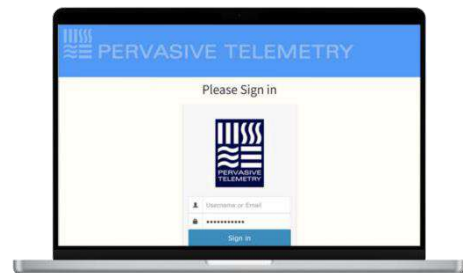 PERVASIVE TELEMETRY
Please Sign in
PERVASIVE
TELEMETRY
Username or Email
•••••••••••
Sign in